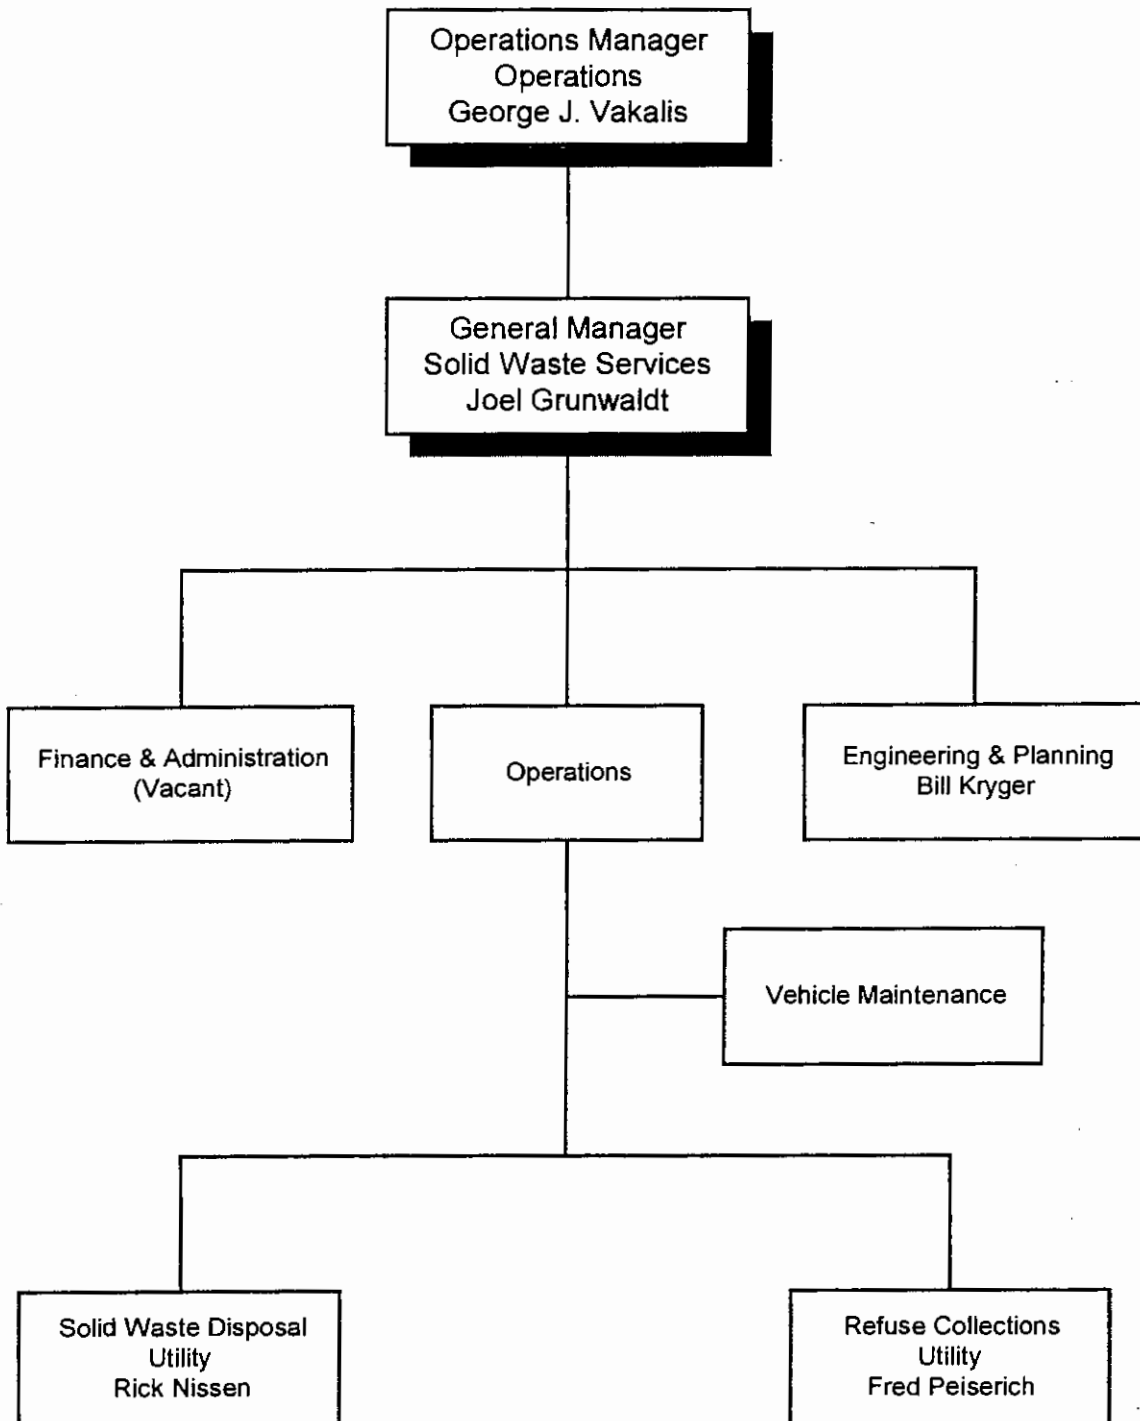 Operations Manager
Operations
George J. Vakalis
General Manager
Solid Waste Services
Joel Grunwaldt
Finance & Administration
(Vacant)
Operations
Engineering & Planning
Bill Kryger
Vehicle Maintenance
Solid Waste Disposal
Utility
Rick Nissen
Refuse Collections
Utility
Fred Peiserich